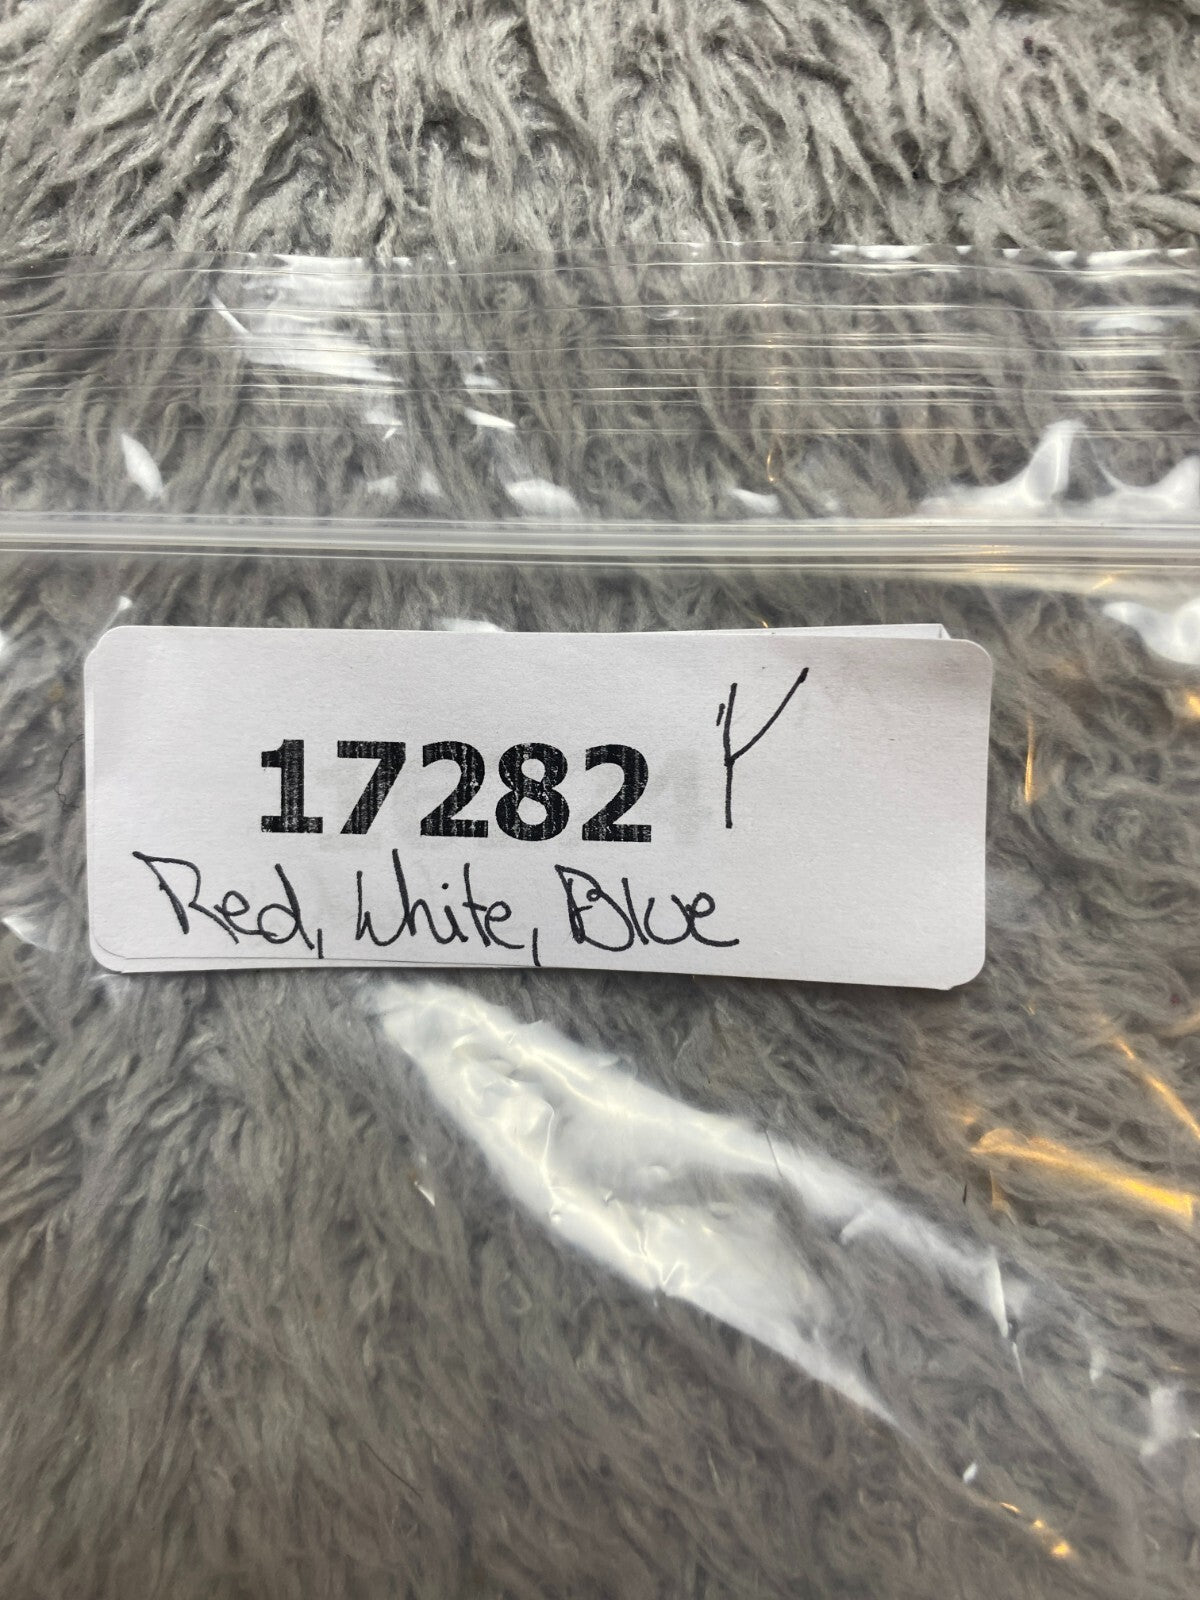 17282 Y
Red, White, Blue